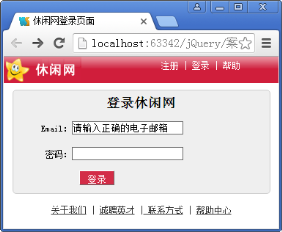 休闲网登录页面
localhost:63342/jQuery/案
休闲网
注册 | 登录 | 帮助
登录休闲网
Email: 请输入正确的电子邮箱
密码:
登录
关于我们 | 诚聘英才 | 联系方式 | 帮助中心